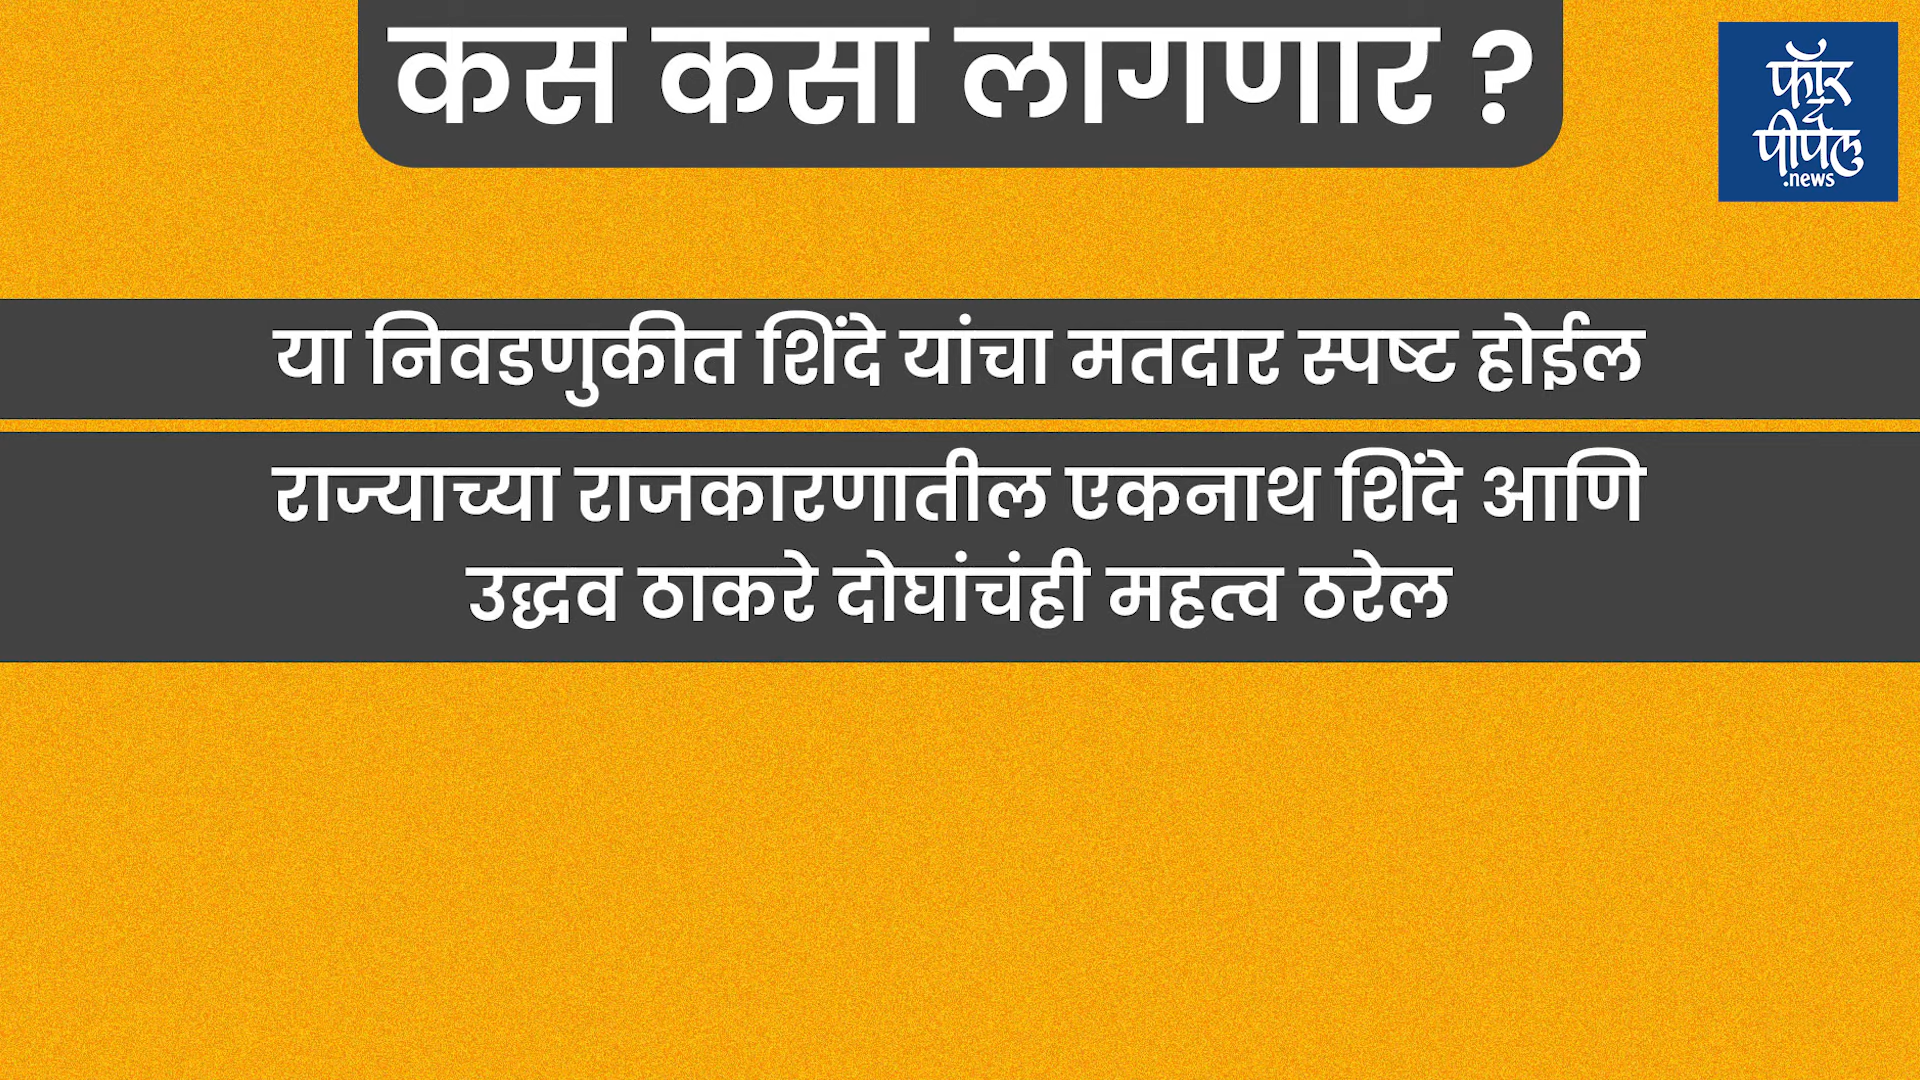 कस कसा लागणार ?
फॉर
द
पीपल
.news
या निवडणुकीत शिंदे यांचा मतदार स्पष्ट होईल
राज्याच्या राजकारणातील एकनाथ शिंदे आणि
उद्धव ठाकरे दोघांचंही महत्व ठरेल